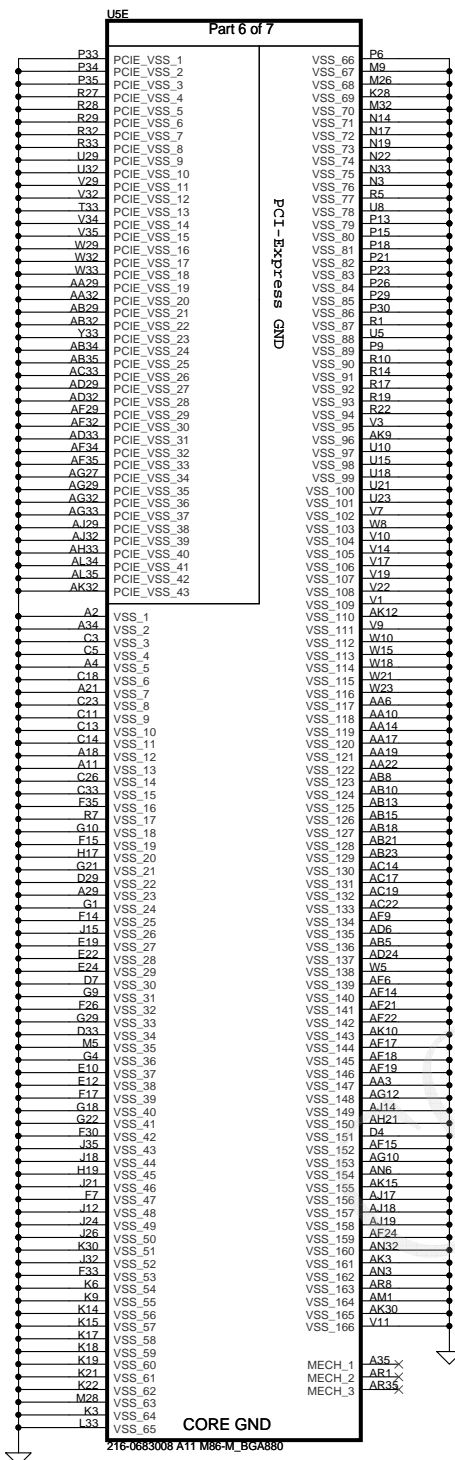 U5E
Part 6 of 7
P33 PCIE_VSS_1
P34 PCIE_VSS_2
P35 PCIE_VSS_3
R27 PCIE_VSS_4
R28 PCIE_VSS_5
R29 PCIE_VSS_6
R32 PCIE_VSS_7
R33 PCIE_VSS_8
U29 PCIE_VSS_9
U32 PCIE_VSS_10
V29 PCIE_VSS_11
V32 PCIE_VSS_12
T33 PCIE_VSS_13
V34 PCIE_VSS_14
V35 PCIE_VSS_15
W29 PCIE_VSS_16
W32 PCIE_VSS_17
W33 PCIE_VSS_18
AA29 PCIE_VSS_19
AA32 PCIE_VSS_20
AB29 PCIE_VSS_21
AB32 PCIE_VSS_22
Y33 PCIE_VSS_23
AB34 PCIE_VSS_24
AB35 PCIE_VSS_25
AC33 PCIE_VSS_26
AD29 PCIE_VSS_27
AD32 PCIE_VSS_28
AF29 PCIE_VSS_29
AF32 PCIE_VSS_30
AD33 PCIE_VSS_31
AF34 PCIE_VSS_32
AF35 PCIE_VSS_33
AG27 PCIE_VSS_34
AG29 PCIE_VSS_35
AG32 PCIE_VSS_36
AG33 PCIE_VSS_37
AJ29 PCIE_VSS_38
AJ32 PCIE_VSS_39
AH33 PCIE_VSS_40
AL34 PCIE_VSS_41
AL35 PCIE_VSS_42
AK32 PCIE_VSS_43
PCI-Express GND
A2 VSS_1
A34 VSS_2
C3 VSS_3
C5 VSS_4
A4 VSS_5
C18 VSS_6
A21 VSS_7
C23 VSS_8
C11 VSS_9
C13 VSS_10
C14 VSS_11
A18 VSS_12
A11 VSS_13
C26 VSS_14
C33 VSS_15
F35 VSS_16
R7 VSS_17
G10 VSS_18
F15 VSS_19
H17 VSS_20
G21 VSS_21
D29 VSS_22
A29 VSS_23
G1 VSS_24
F14 VSS_25
J15 VSS_26
E19 VSS_27
E22 VSS_28
E24 VSS_29
D7 VSS_30
G9 VSS_31
F26 VSS_32
G29 VSS_33
D33 VSS_34
M5 VSS_35
G4 VSS_36
E10 VSS_37
E12 VSS_38
F17 VSS_39
G18 VSS_40
G22 VSS_41
F30 VSS_42
J35 VSS_43
J18 VSS_44
H19 VSS_45
J21 VSS_46
F7 VSS_47
J12 VSS_48
J24 VSS_49
J26 VSS_50
K30 VSS_51
J32 VSS_52
F33 VSS_53
K6 VSS_54
K9 VSS_55
K14 VSS_56
K15 VSS_57
K17 VSS_58
K18 VSS_59
K19 VSS_60
K21 VSS_61
K22 VSS_62
M28 VSS_63
K3 VSS_64
L33 VSS_65
VSS_66 P6
VSS_67 M9
VSS_68 M26
VSS_69 K28
VSS_70 M32
VSS_71 N14
VSS_72 N17
VSS_73 N19
VSS_74 N22
VSS_75 N33
VSS_76 N3
VSS_77 R5
VSS_78 U8
VSS_79 P13
VSS_80 P15
VSS_81 P18
VSS_82 P21
VSS_83 P23
VSS_84 P26
VSS_85 P29
VSS_86 P30
VSS_87 R1
VSS_88 U5
VSS_89 P9
VSS_90 R10
VSS_91 R14
VSS_92 R17
VSS_93 R19
VSS_94 R22
VSS_95 V3
VSS_96 AK9
VSS_97 U10
VSS_98 U15
VSS_99 U18
VSS_100 U21
VSS_101 U23
VSS_102 V7
VSS_103 W8
VSS_104 V10
VSS_105 V14
VSS_106 V17
VSS_107 V19
VSS_108 V22
VSS_109 V1
VSS_110 AK12
VSS_111 V9
VSS_112 W10
VSS_113 W15
VSS_114 W18
VSS_115 W21
VSS_116 W23
VSS_117 AA6
VSS_118 AA10
VSS_119 AA14
VSS_120 AA17
VSS_121 AA19
VSS_122 AA22
VSS_123 AB8
VSS_124 AB10
VSS_125 AB13
VSS_126 AB15
VSS_127 AB18
VSS_128 AB21
VSS_129 AB23
VSS_130 AC14
VSS_131 AC17
VSS_132 AC19
VSS_133 AC22
VSS_134 AF9
VSS_135 AD6
VSS_136 AB5
VSS_137 AD24
VSS_138 W5
VSS_139 AF6
VSS_140 AF14
VSS_141 AF21
VSS_142 AF22
VSS_143 AK10
VSS_144 AF17
VSS_145 AF18
VSS_146 AF19
VSS_147 AA3
VSS_148 AG12
VSS_149 AJ14
VSS_150 AH21
VSS_151 D4
VSS_152 AF15
VSS_153 AG10
VSS_154 AN6
VSS_155 AK15
VSS_156 AJ17
VSS_157 AJ18
VSS_158 AJ19
VSS_159 AF24
VSS_160 AN32
VSS_161 AK3
VSS_162 AN3
VSS_163 AR8
VSS_164 AM1
VSS_165 AK30
VSS_166 V11
MECH_1 A35
MECH_2 AR1
MECH_3 AR35
CORE GND
216-0683008 A11 M86-M_BGA880